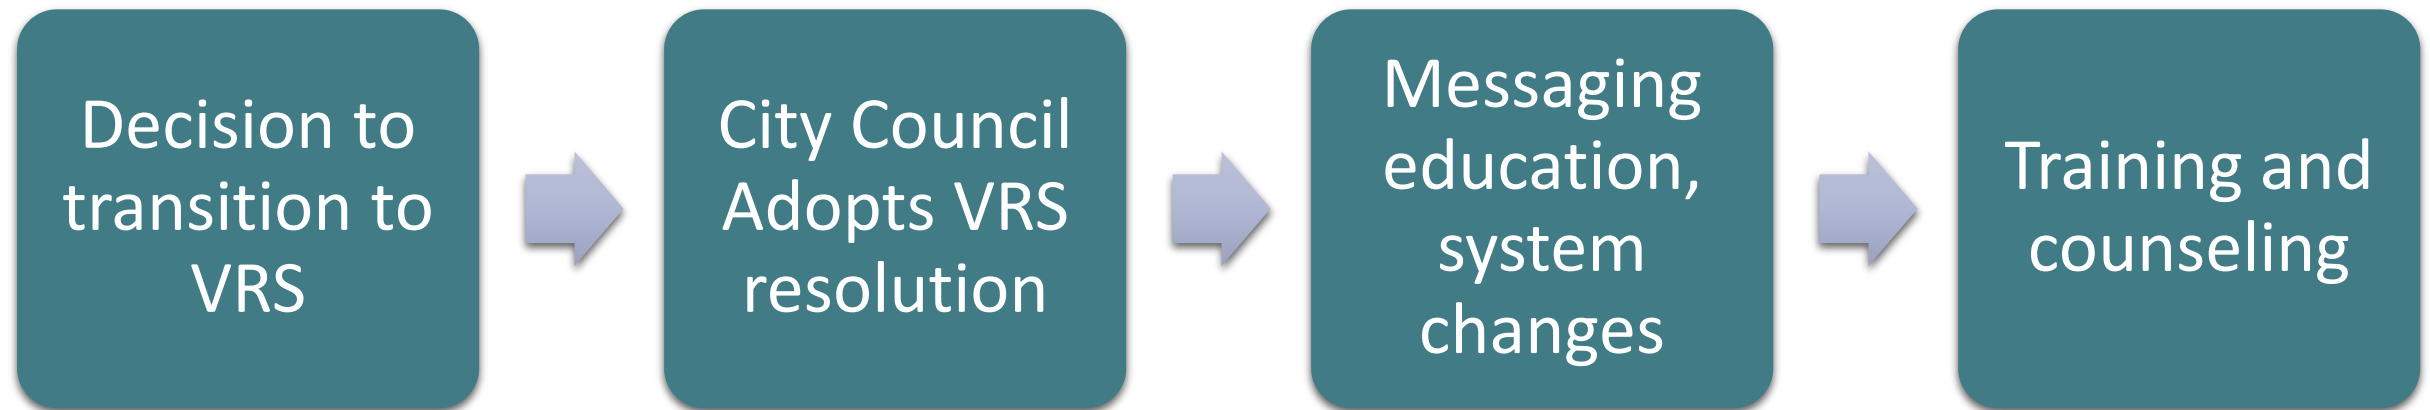 Decision to
transition to
VRS
City Council
Adopts VRS
resolution
Messaging
education,
system
changes
Training and
counseling